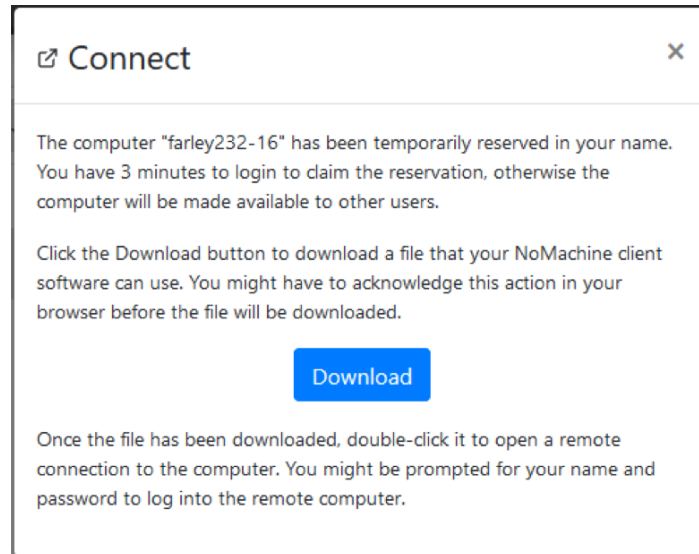 Connect
×
The computer "farley232-16" has been temporarily reserved in your name.
You have 3 minutes to login to claim the reservation, otherwise the
computer will be made available to other users.
Click the Download button to download a file that your NoMachine client
software can use. You might have to acknowledge this action in your
browser before the file will be downloaded.
Download
Once the file has been downloaded, double-click it to open a remote
connection to the computer. You might be prompted for your name and
password to log into the remote computer.